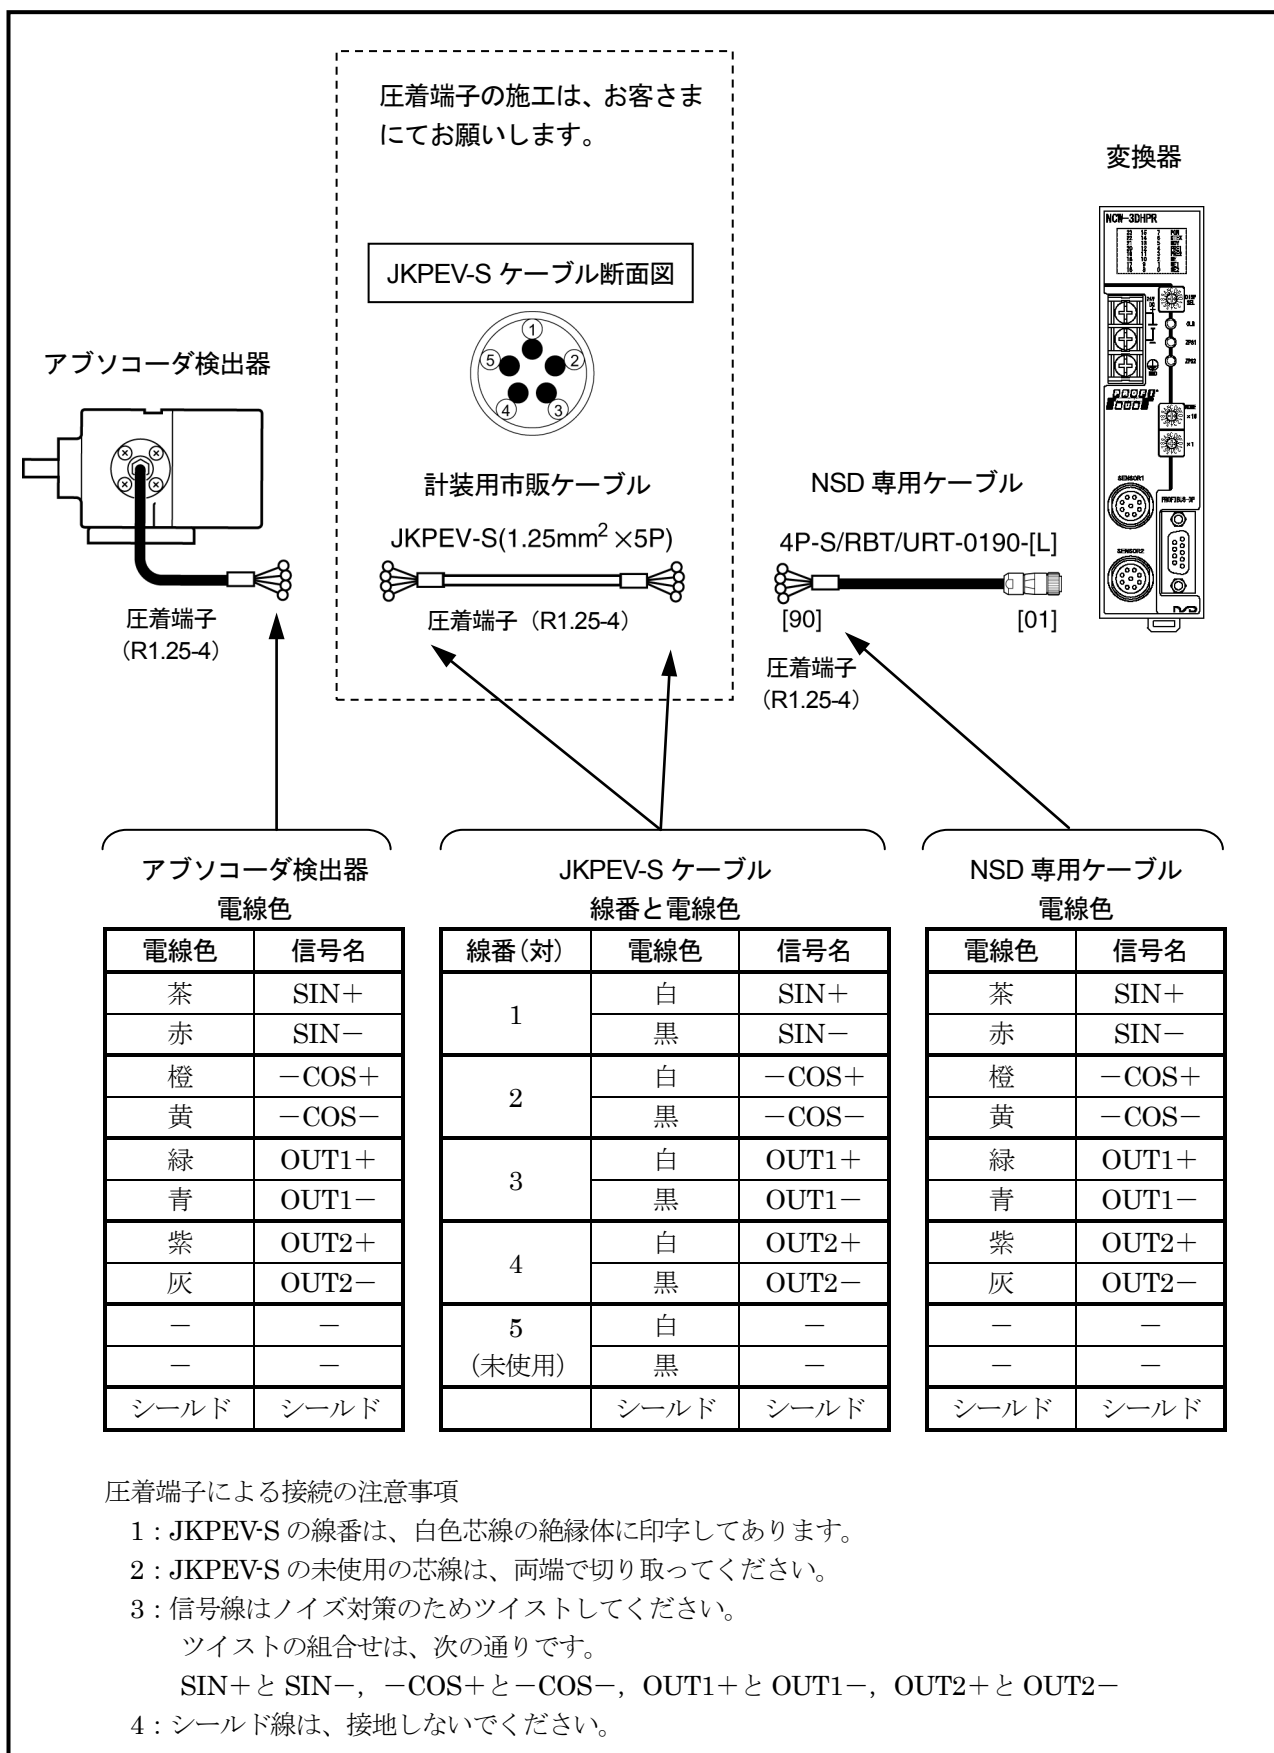 圧着端子の施工は、お客さま
にてお願いします。
変換器
JKPEV-S ケーブル断面図
1
2
3
4
5
アブソコーダ検出器
計装用市販ケーブル
JKPEV-S(1.25mm²×5P)
圧着端子（R1.25-4）
NSD 専用ケーブル
4P-S/RBT/URT-0190-[L]
[90] [01]
圧着端子
（R1.25-4）
圧着端子
（R1.25-4）
NCW-3DHPR
SENSOR1
SENSOR2
PROFIBUS-DP
×10
×1
CLR
ZPS1
ZPS2
NSD
アブソコーダ検出器
電線色
電線色 信号名
茶 SIN＋
赤 SIN－
橙 －COS＋
黄 －COS－
緑 OUT1＋
青 OUT1－
紫 OUT2＋
灰 OUT2－
－ －
－ －
シールド シールド
JKPEV-S ケーブル
線番と電線色
線番(対) 電線色 信号名
1 白 SIN＋
黒 SIN－
2 白 －COS＋
黒 －COS－
3 白 OUT1＋
黒 OUT1－
4 白 OUT2＋
黒 OUT2－
5 白 －
(未使用) 黒 －
シールド シールド
NSD 専用ケーブル
電線色
電線色 信号名
茶 SIN＋
赤 SIN－
橙 －COS＋
黄 －COS－
緑 OUT1＋
青 OUT1－
紫 OUT2＋
灰 OUT2－
－ －
－ －
シールド シールド
圧着端子による接続の注意事項
1：JKPEV-S の線番は、白色芯線の絶縁体に印字してあります。
2：JKPEV-S の未使用の芯線は、両端で切り取ってください。
3：信号線はノイズ対策のためツイストしてください。
ツイストの組合せは、次の通りです。
SIN＋と SIN－，－COS＋と－COS－，OUT1＋と OUT1－，OUT2＋と OUT2－
4：シールド線は、接地しないでください。